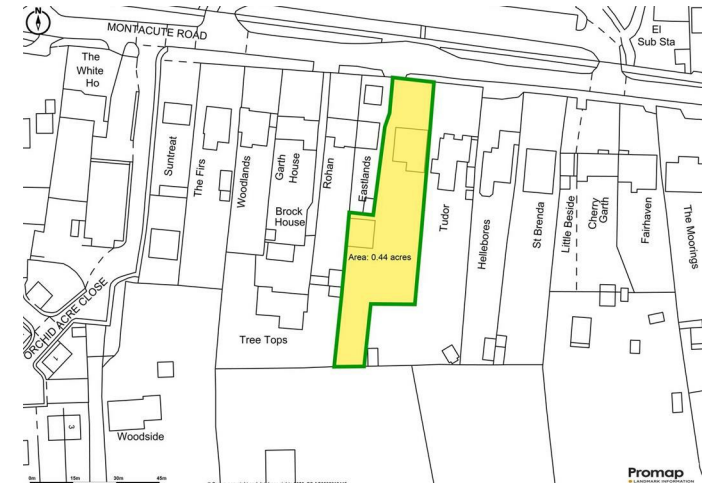 N
MONTACUTE ROAD
El
Sub Sta
The
White
Ho
Suntreat
The Firs
Woodlands
Garth
House
Brock
House
Rohan
Eastlands
Tudor
Hellebores
St Brenda
Little Beside
Cherry
Garth
Fairhaven
The Moorings
Area: 0.44 acres
ORCHID ACRE CLOSE
1
Tree Tops
3
Woodside
0m 15m 30m 45m
Promap
LANDMARK INFORMATION